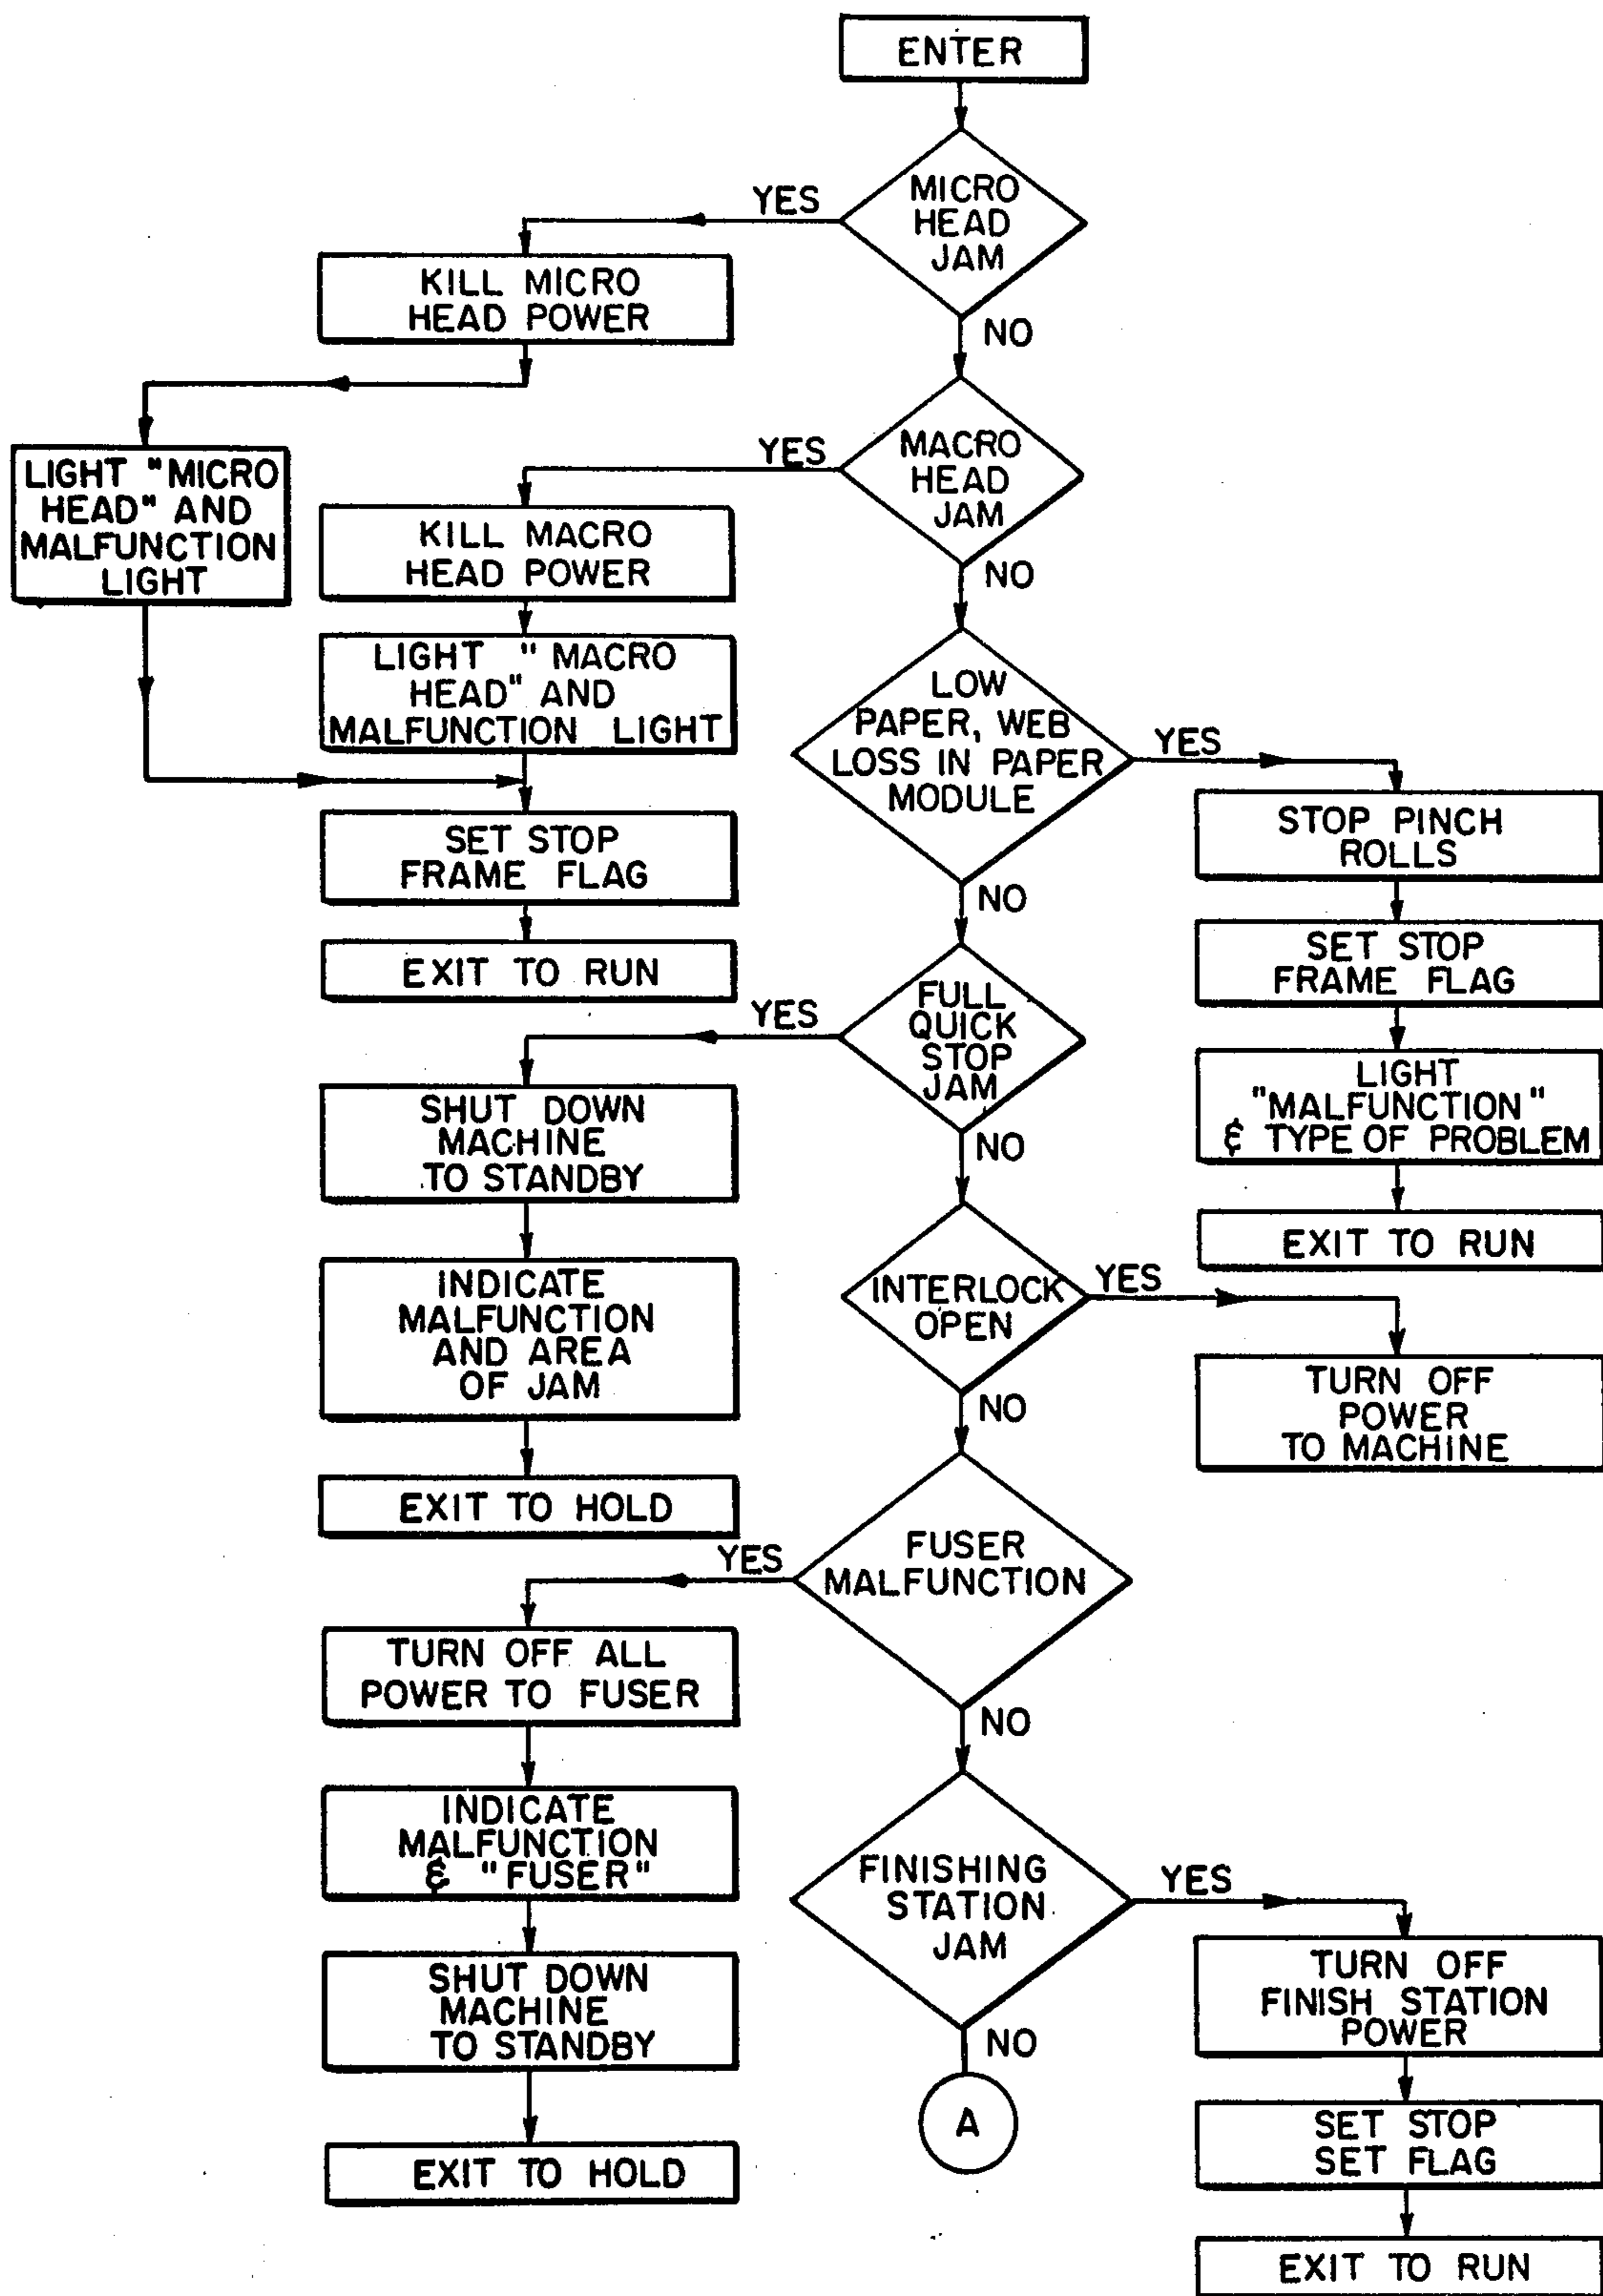 ENTER
MICRO
HEAD
JAM
YES
NO
KILL MICRO
HEAD POWER
LIGHT "MICRO
HEAD" AND
MALFUNCTION
LIGHT
MACRO
HEAD
JAM
YES
NO
KILL MACRO
HEAD POWER
LIGHT "MACRO
HEAD" AND
MALFUNCTION LIGHT
SET STOP
FRAME FLAG
EXIT TO RUN
LOW
PAPER, WEB
LOSS IN PAPER
MODULE
YES
NO
STOP PINCH
ROLLS
SET STOP
FRAME FLAG
LIGHT
"MALFUNCTION"
& TYPE OF PROBLEM
EXIT TO RUN
FULL
QUICK
STOP
JAM
YES
NO
SHUT DOWN
MACHINE
TO STANDBY
INDICATE
MALFUNCTION
AND AREA
OF JAM
EXIT TO HOLD
INTERLOCK
OPEN
YES
NO
TURN OFF
POWER
TO MACHINE
FUSER
MALFUNCTION
YES
NO
TURN OFF ALL
POWER TO FUSER
INDICATE
MALFUNCTION
& "FUSER"
SHUT DOWN
MACHINE
TO STANDBY
EXIT TO HOLD
FINISHING
STATION
JAM
YES
NO
A
TURN OFF
FINISH STATION
POWER
SET STOP
SET FLAG
EXIT TO RUN